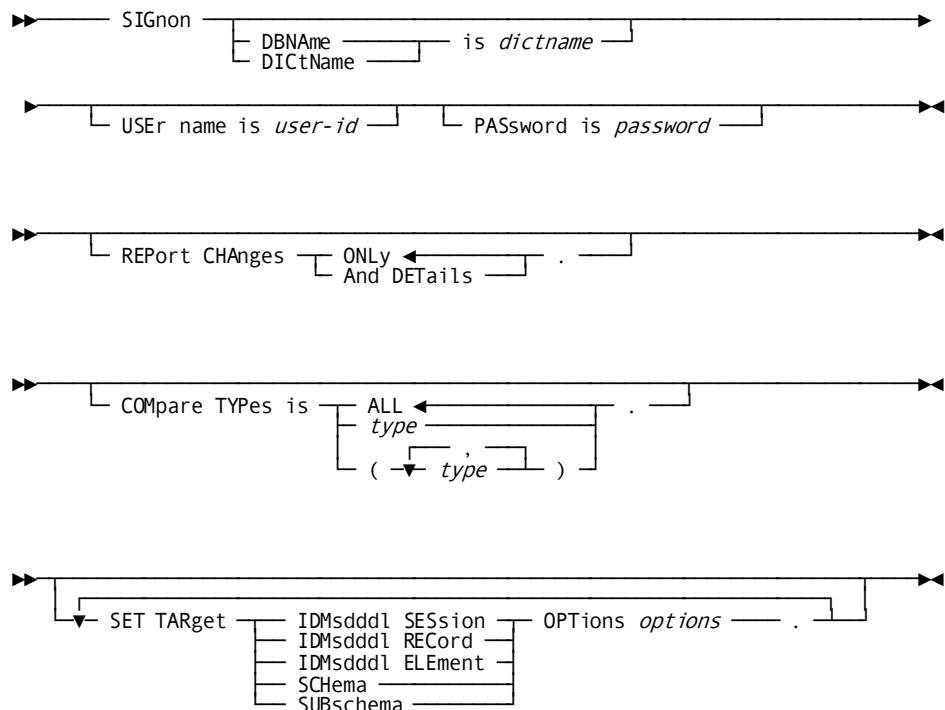 SIGnon
DBNAme is dictname
DICtName
USEr name is user-id PASsword is password
REPort CHAnges ONLy .
And DETails
COMpare TYPes is ALL .
type
,
( type )
SET TARget IDMsdddl SESsion OPTions options .
IDMsdddl RECord
IDMsdddl ELEment
SCHema
SUBschema